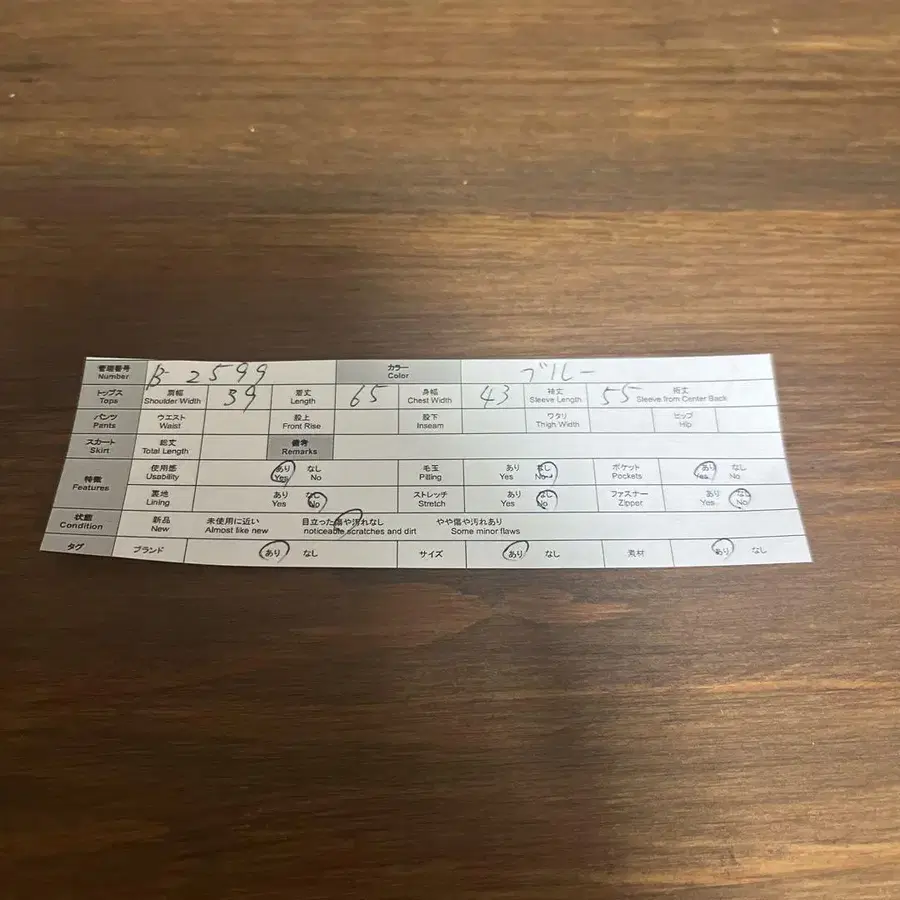 管理番号 B-2599 カラー ブルー
Number Color
トップス 肩幅 39 着丈 65 身幅 43 袖丈 55 裄丈
Tops Shoulder Width Length Chest Width Sleeve Length Sleeve from Center Back
パンツ ウエスト 股上 股下 ワタリ ヒップ
Pants Waist Front Rise Inseam Thigh Width Hip
スカート 総丈 備考
Skirt Total Length Remarks
特徴 使用感 あり なし 毛玉 あり なし ポケット あり なし
Features Usability Yes No Pilling Yes No Pockets Yes No
裏地 あり なし ストレッチ あり なし ファスナー あり なし
Lining Yes No Stretch Yes No Zipper Yes No
状態 新品 未使用に近い 目立った傷や汚れなし やや傷や汚れあり
Condition New Almost like new noticeable scratches and dirt Some minor flaws
タグ ブランド あり なし サイズ あり なし 素材 あり なし